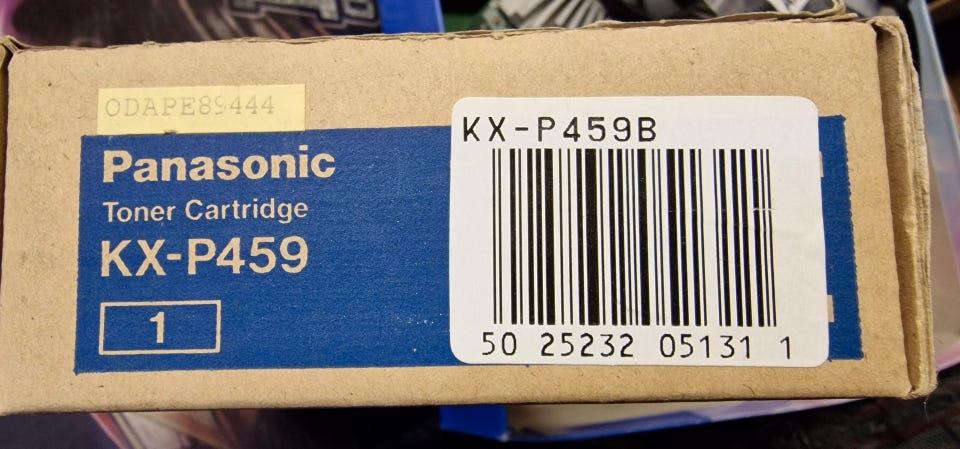 ODAPE89444
Panasonic
Toner Cartridge
KX-P459
1
KX-P459B
50 25232 05131 1